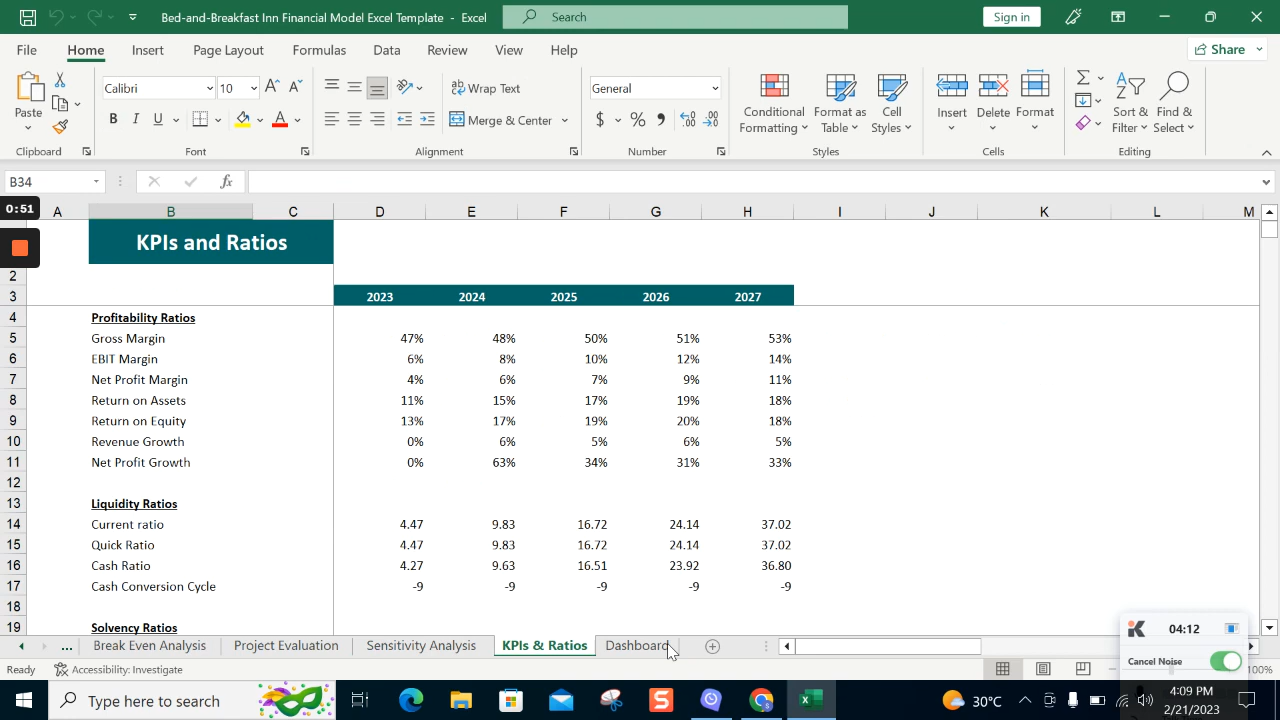 Bed-and-Breakfast Inn Financial Model Excel Template - Excel
Search
Sign in
File Home Insert Page Layout Formulas Data Review View Help
Share
Paste
Calibri 10
B I U
Wrap Text
Merge & Center
General
$ % ,
Conditional Formatting
Format as Table
Cell Styles
Insert
Delete
Format
Sort & Filter
Find & Select
Clipboard Font Alignment Number Styles Cells Editing
B34
fx
0:51
A B C D E F G H I J K L M
KPIs and Ratios
2
3 2023 2024 2025 2026 2027
4 Profitability Ratios
5 Gross Margin 47% 48% 50% 51% 53%
6 EBIT Margin 6% 8% 10% 12% 14%
7 Net Profit Margin 4% 6% 7% 9% 11%
8 Return on Assets 11% 15% 17% 19% 18%
9 Return on Equity 13% 17% 19% 20% 18%
10 Revenue Growth 0% 6% 5% 6% 5%
11 Net Profit Growth 0% 63% 34% 31% 33%
12
13 Liquidity Ratios
14 Current ratio 4.47 9.83 16.72 24.14 37.02
15 Quick Ratio 4.47 9.83 16.72 24.14 37.02
16 Cash Ratio 4.27 9.63 16.51 23.92 36.80
17 Cash Conversion Cycle -9 -9 -9 -9 -9
18
19 Solvency Ratios
... Break Even Analysis Project Evaluation Sensitivity Analysis KPIs & Ratios Dashboard
04:12
Cancel Noise
Ready Accessibility: Investigate
100%
Type here to search
30°C
4:09 PM
2/21/2023